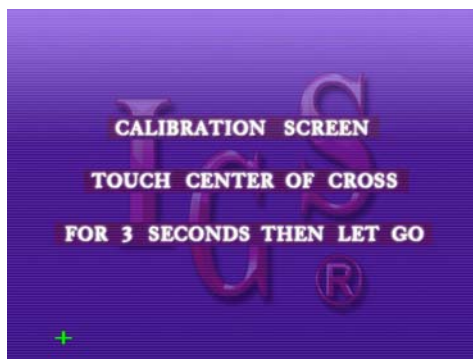 CALIBRATION SCREEN
TOUCH CENTER OF CROSS
FOR 3 SECONDS THEN LET GO
IGS
®